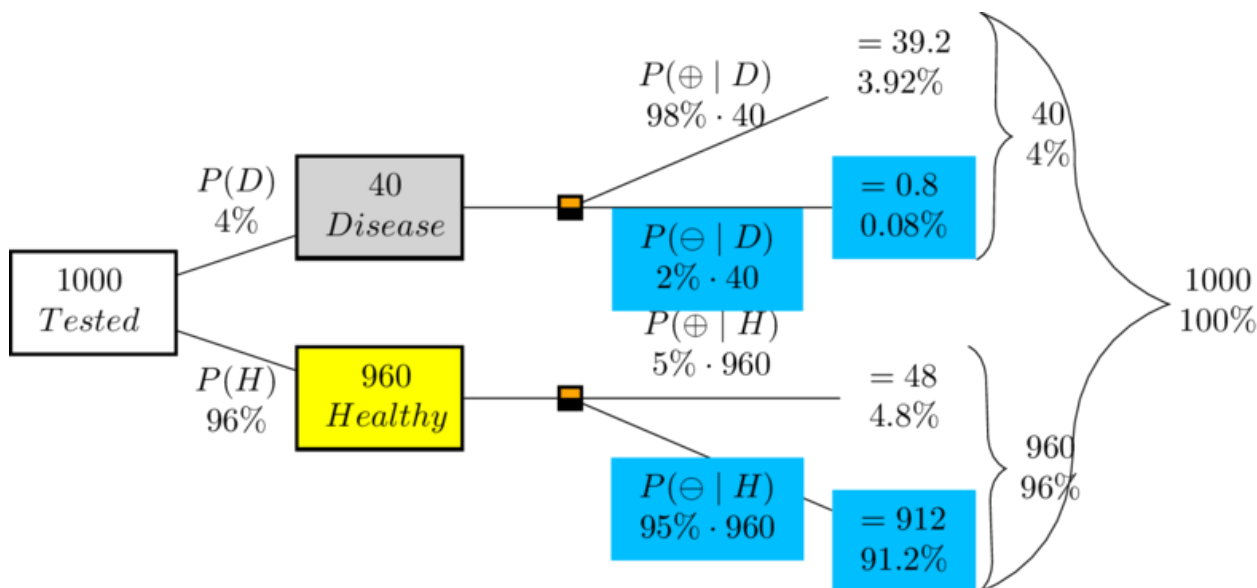 1000
Tested
P(D)
4%
P(H)
96%
40
Disease
960
Healthy
P(⊕ | D)
98% · 40
P(⊖ | D)
2% · 40
P(⊕ | H)
5% · 960
P(⊖ | H)
95% · 960
= 39.2
3.92%
= 0.8
0.08%
= 48
4.8%
= 912
91.2%
40
4%
960
96%
1000
100%